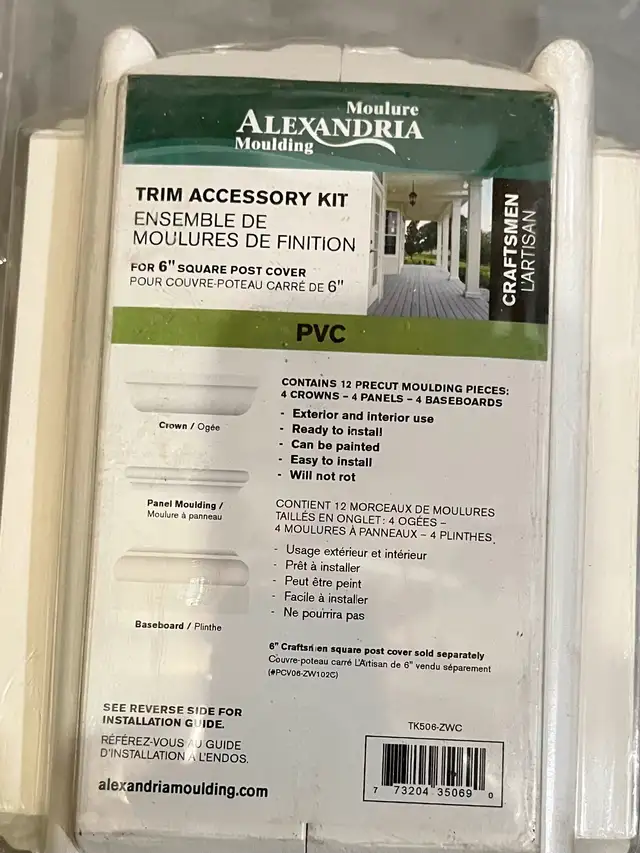 Moulure
ALEXANDRIA
Moulding
TRIM ACCESSORY KIT
ENSEMBLE DE
MOULURES DE FINITION
FOR 6" SQUARE POST COVER
POUR COUVRE-POTEAU CARRÉ DE 6"
CRAFTSMEN
L'ARTISAN
PVC
Crown / Ogée
Panel Moulding /
Moulure à panneau
Baseboard / Plinthe
CONTAINS 12 PRECUT MOULDING PIECES:
4 CROWNS – 4 PANELS – 4 BASEBOARDS
- Exterior and interior use
- Ready to install
- Can be painted
- Easy to install
- Will not rot
CONTIENT 12 MORCEAUX DE MOULURES
TAILLÉS EN ONGLET: 4 OGÉES –
4 MOULURES À PANNEAUX – 4 PLINTHES.
- Usage extérieur et intérieur
- Prêt à installer
- Peut être peint
- Facile à installer
- Ne pourrira pas
6" Craftsmen square post cover sold separately
Couvre-poteau carré L'Artisan de 6" vendu séparement
(#PCV06-ZW102C)
SEE REVERSE SIDE FOR
INSTALLATION GUIDE.
RÉFÉREZ-VOUS AU GUIDE
D'INSTALLATION À L'ENDOS.
alexandriamoulding.com
TK506-ZWC
7 73204 35069 0